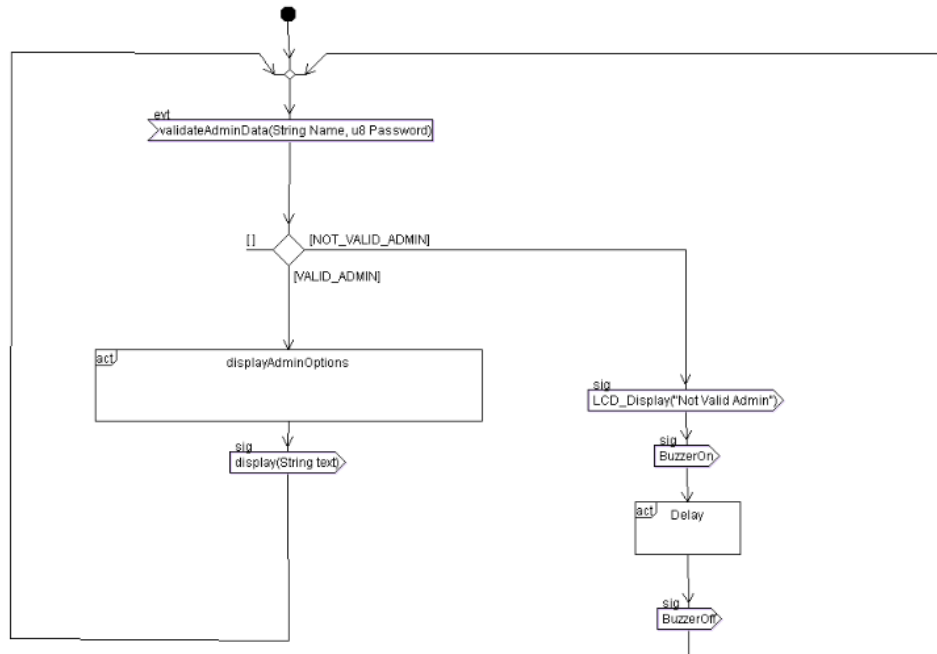 evt
validateAdminData(String Name, u8 Password)
[ ]
[NOT_VALID_ADMIN]
[VALID_ADMIN]
act
displayAdminOptions
sig
display(String text)
sig
LCD_Display("Not Valid Admin")
sig
BuzzerOn
act
Delay
sig
BuzzerOff